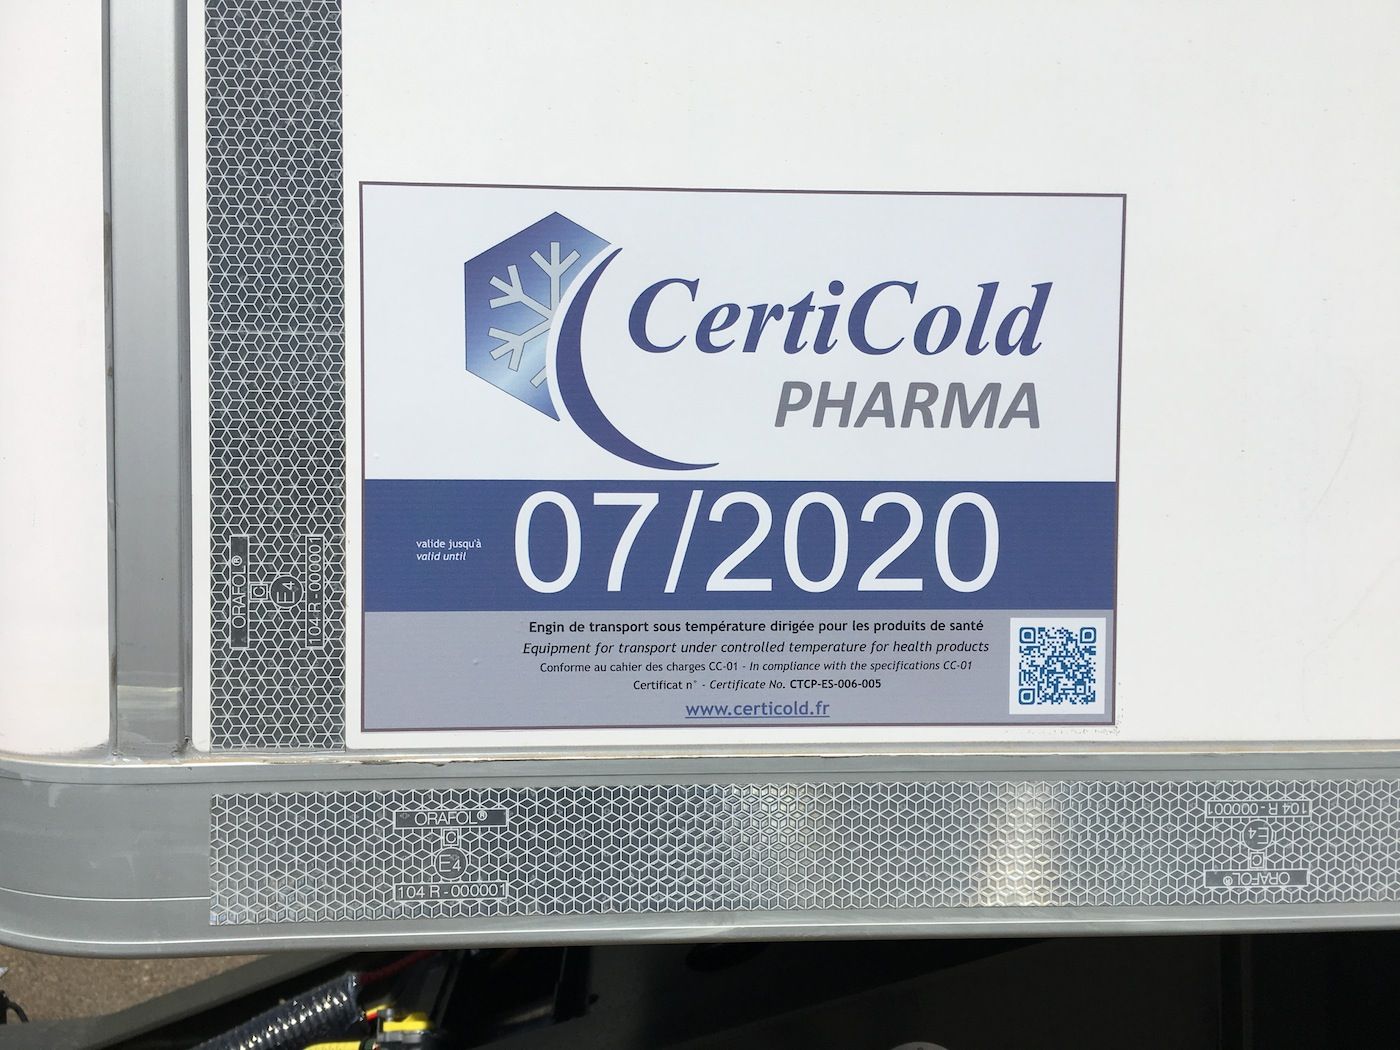 CertiCold
PHARMA
valide jusqu'à
valid until
07/2020
Engin de transport sous température dirigée pour les produits de santé
Equipment for transport under controlled temperature for health products
Conforme au cahier des charges CC-01 - In compliance with the specifications CC-01
Certificat n° - Certificate No. CTCP-ES-006-005
www.certicold.fr
ORAFOL®
C
E4
104 R-000001
ORAFOL®
C
E4
104 R-000001
ORAFOL®
C
E4
104 R-000001